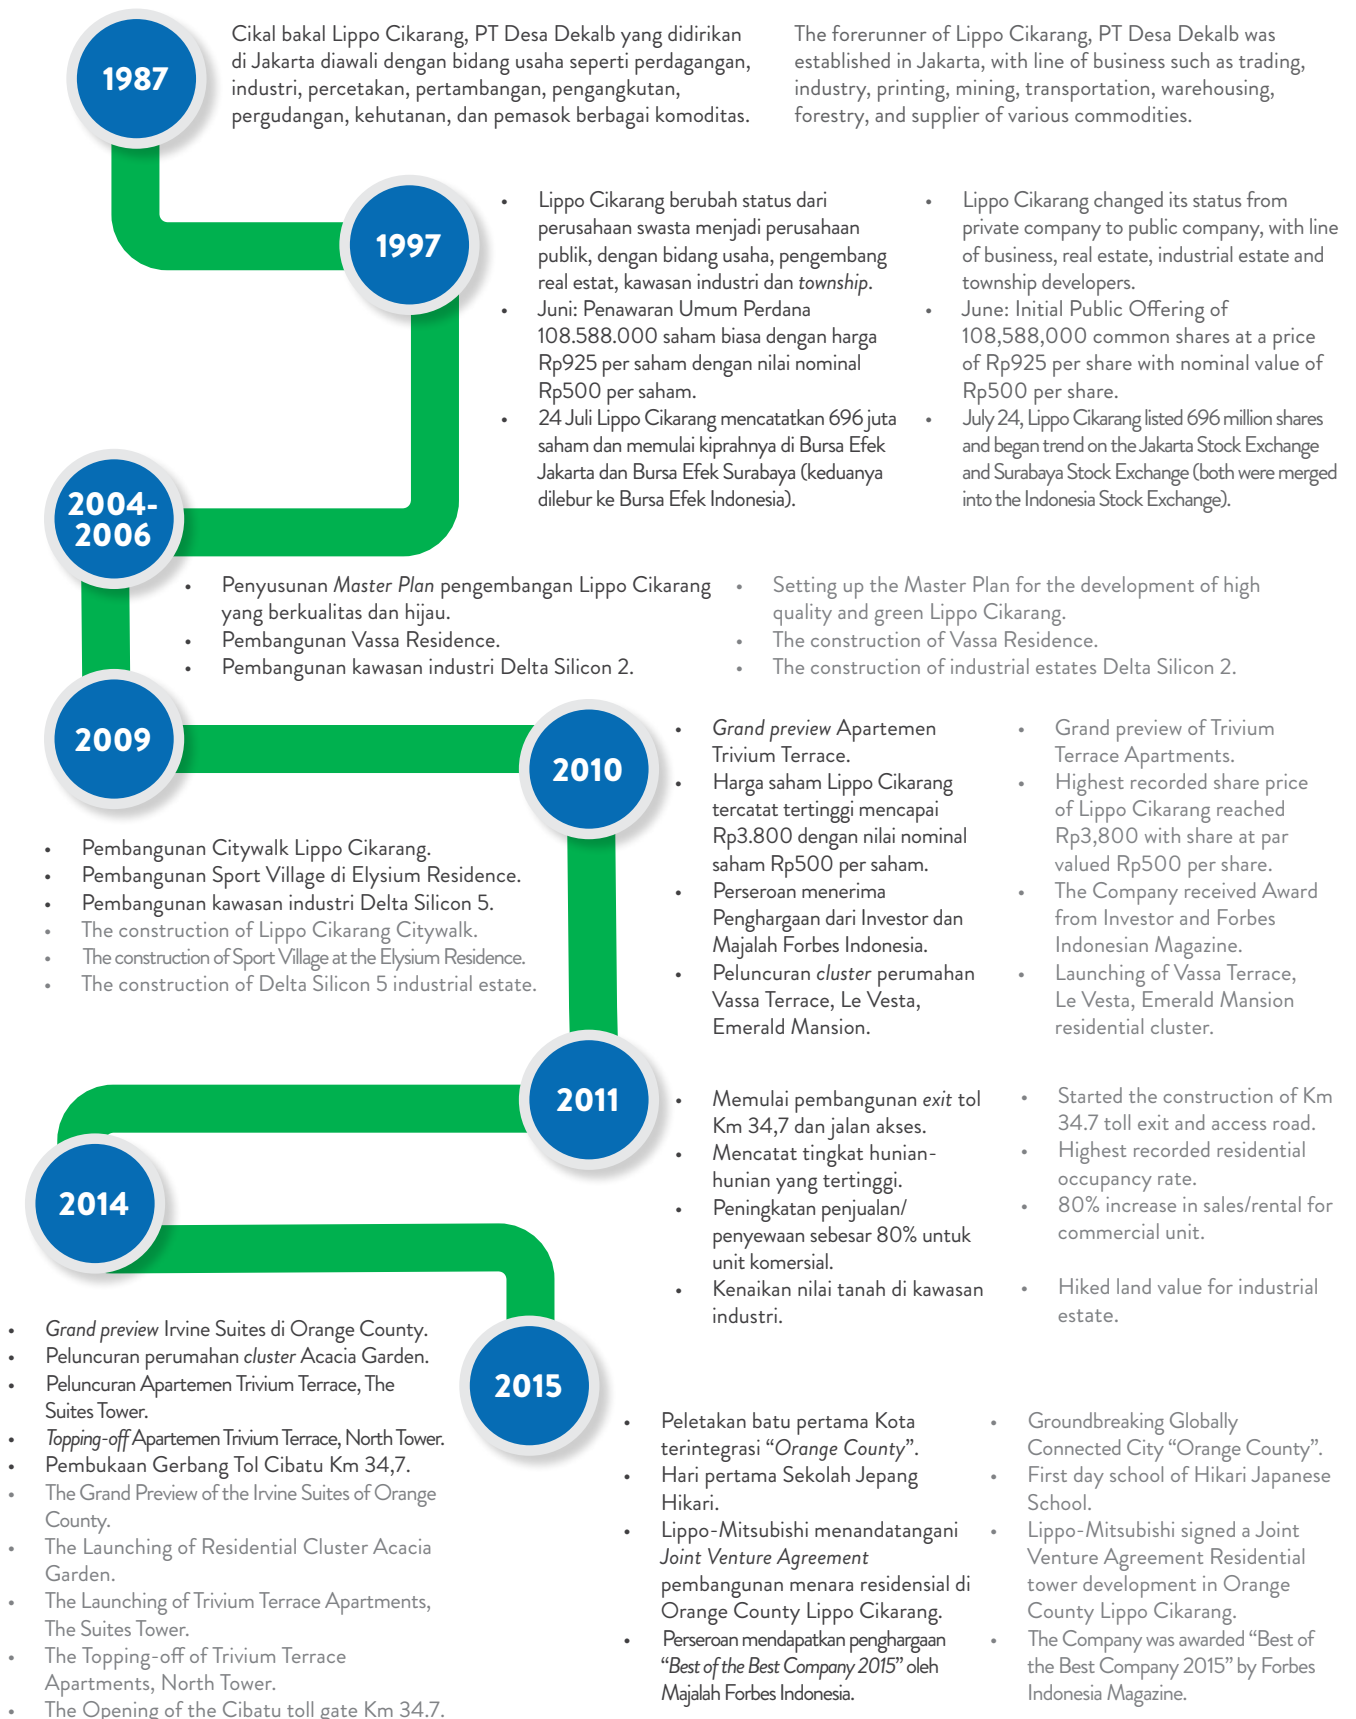 1987
Cikal bakal Lippo Cikarang, PT Desa Dekalb yang didirikan
di Jakarta diawali dengan bidang usaha seperti perdagangan,
industri, percetakan, pertambangan, pengangkutan,
pergudangan, kehutanan, dan pemasok berbagai komoditas.
The forerunner of Lippo Cikarang, PT Desa Dekalb was
established in Jakarta, with line of business such as trading,
industry, printing, mining, transportation, warehousing,
forestry, and supplier of various commodities.
1997
• Lippo Cikarang berubah status dari
perusahaan swasta menjadi perusahaan
publik, dengan bidang usaha, pengembang
real estat, kawasan industri dan township.
• Juni: Penawaran Umum Perdana
108.588.000 saham biasa dengan harga
Rp925 per saham dengan nilai nominal
Rp500 per saham.
• 24 Juli Lippo Cikarang mencatatkan 696 juta
saham dan memulai kiprahnya di Bursa Efek
Jakarta dan Bursa Efek Surabaya (keduanya
dilebur ke Bursa Efek Indonesia).
• Lippo Cikarang changed its status from
private company to public company, with line
of business, real estate, industrial estate and
township developers.
• June: Initial Public Offering of
108,588,000 common shares at a price
of Rp925 per share with nominal value of
Rp500 per share.
• July 24, Lippo Cikarang listed 696 million shares
and began trend on the Jakarta Stock Exchange
and Surabaya Stock Exchange (both were merged
into the Indonesia Stock Exchange).
2004-
2006
• Penyusunan Master Plan pengembangan Lippo Cikarang
yang berkualitas dan hijau.
• Pembangunan Vassa Residence.
• Pembangunan kawasan industri Delta Silicon 2.
• Setting up the Master Plan for the development of high
quality and green Lippo Cikarang.
• The construction of Vassa Residence.
• The construction of industrial estates Delta Silicon 2.
2009
• Pembangunan Citywalk Lippo Cikarang.
• Pembangunan Sport Village di Elysium Residence.
• Pembangunan kawasan industri Delta Silicon 5.
• The construction of Lippo Cikarang Citywalk.
• The construction of Sport Village at the Elysium Residence.
• The construction of Delta Silicon 5 industrial estate.
2010
• Grand preview Apartemen
Trivium Terrace.
• Harga saham Lippo Cikarang
tercatat tertinggi mencapai
Rp3.800 dengan nilai nominal
saham Rp500 per saham.
• Perseroan menerima
Penghargaan dari Investor dan
Majalah Forbes Indonesia.
• Peluncuran cluster perumahan
Vassa Terrace, Le Vesta,
Emerald Mansion.
• Grand preview of Trivium
Terrace Apartments.
• Highest recorded share price
of Lippo Cikarang reached
Rp3,800 with share at par
valued Rp500 per share.
• The Company received Award
from Investor and Forbes
Indonesian Magazine.
• Launching of Vassa Terrace,
Le Vesta, Emerald Mansion
residential cluster.
2011
• Memulai pembangunan exit tol
Km 34,7 dan jalan akses.
• Mencatat tingkat hunian-
hunian yang tertinggi.
• Peningkatan penjualan/
penyewaan sebesar 80% untuk
unit komersial.
• Kenaikan nilai tanah di kawasan
industri.
• Started the construction of Km
34.7 toll exit and access road.
• Highest recorded residential
occupancy rate.
• 80% increase in sales/rental for
commercial unit.
• Hiked land value for industrial
estate.
2014
• Grand preview Irvine Suites di Orange County.
• Peluncuran perumahan cluster Acacia Garden.
• Peluncuran Apartemen Trivium Terrace, The
Suites Tower.
• Topping-off Apartemen Trivium Terrace, North Tower.
• Pembukaan Gerbang Tol Cibatu Km 34,7.
• The Grand Preview of the Irvine Suites of Orange
County.
• The Launching of Residential Cluster Acacia
Garden.
• The Launching of Trivium Terrace Apartments,
The Suites Tower.
• The Topping-off of Trivium Terrace
Apartments, North Tower.
• The Opening of the Cibatu toll gate Km 34.7.
2015
• Peletakan batu pertama Kota
terintegrasi “Orange County”.
• Hari pertama Sekolah Jepang
Hikari.
• Lippo-Mitsubishi menandatangani
Joint Venture Agreement
pembangunan menara residensial di
Orange County Lippo Cikarang.
• Perseroan mendapatkan penghargaan
“Best of the Best Company 2015” oleh
Majalah Forbes Indonesia.
• Groundbreaking Globally
Connected City “Orange County”.
• First day school of Hikari Japanese
School.
• Lippo-Mitsubishi signed a Joint
Venture Agreement Residential
tower development in Orange
County Lippo Cikarang.
• The Company was awarded “Best of
the Best Company 2015” by Forbes
Indonesia Magazine.